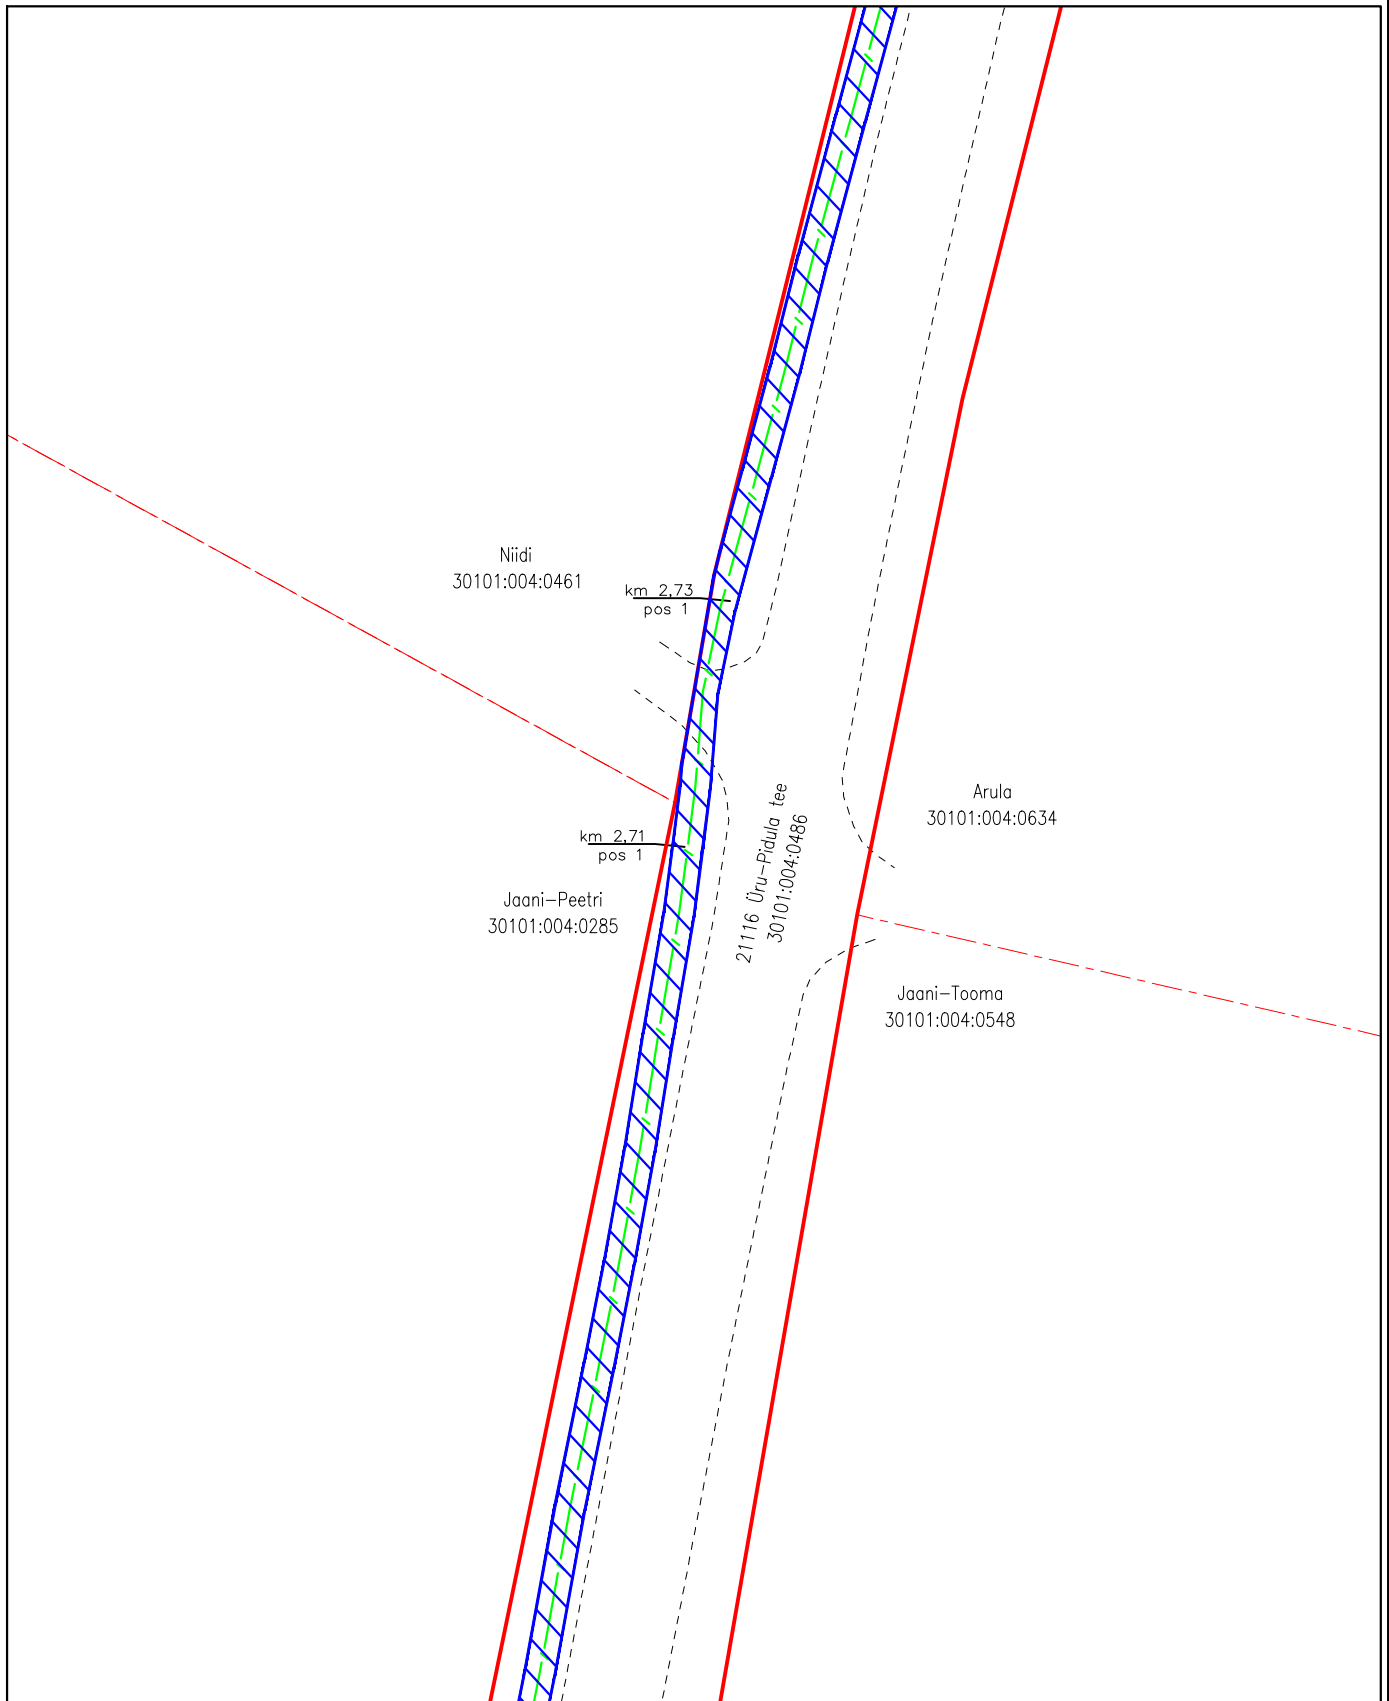 Niidi
30101:004:0461
km 2,73
pos 1
Arula
30101:004:0634
21116 Üru-Pidula tee
30101:004:0486
km 2,71
pos 1
Jaani-Peetri
30101:004:0285
Jaani-Tooma
30101:004:0548